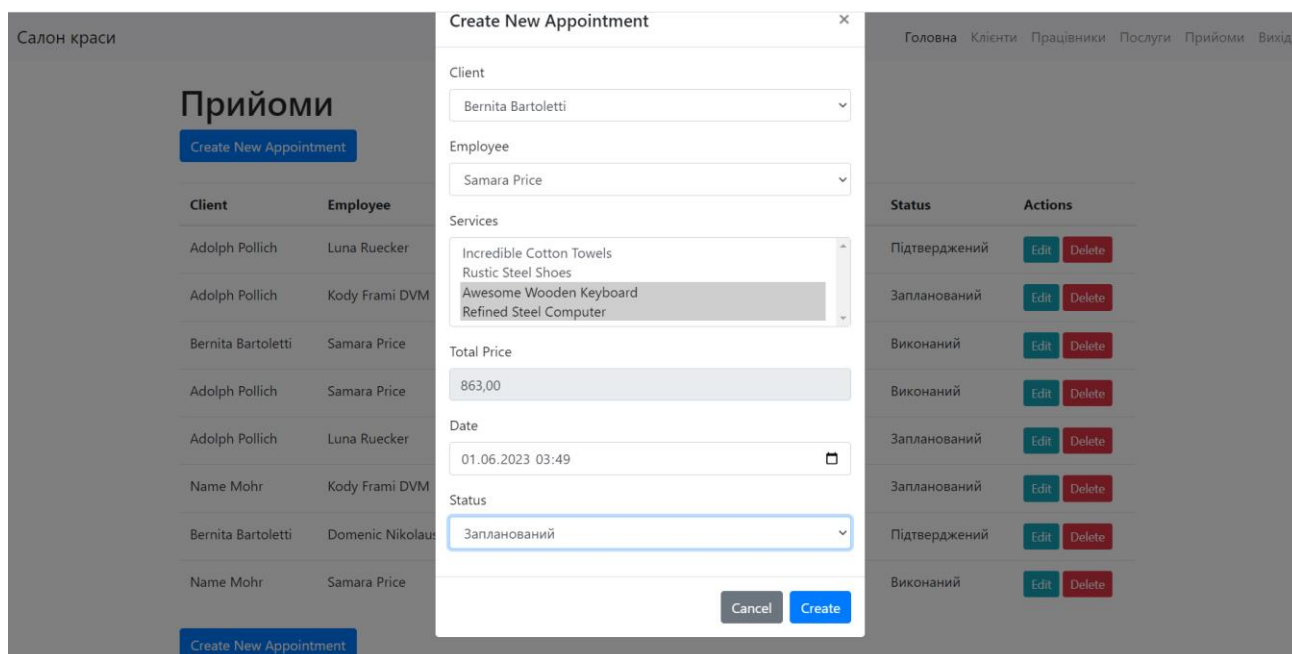 Create New Appointment ×
Салон краси
Головна Клієнти Працівники Послуги Прийоми Вихід
Прийоми
Create New Appointment
Client Employee Status Actions
Adolph Pollich Luna Ruecker Підтверджений Edit Delete
Adolph Pollich Kody Frami DVM Запланований Edit Delete
Bernita Bartoletti Samara Price Виконаний Edit Delete
Adolph Pollich Samara Price Виконаний Edit Delete
Adolph Pollich Luna Ruecker Запланований Edit Delete
Name Mohr Kody Frami DVM Запланований Edit Delete
Bernita Bartoletti Domenic Nikolaus Підтверджений Edit Delete
Name Mohr Samara Price Виконаний Edit Delete
Create New Appointment
Client
Bernita Bartoletti
Employee
Samara Price
Services
Incredible Cotton Towels
Rustic Steel Shoes
Awesome Wooden Keyboard
Refined Steel Computer
Total Price
863,00
Date
01.06.2023 03:49
Status
Запланований
Cancel Create